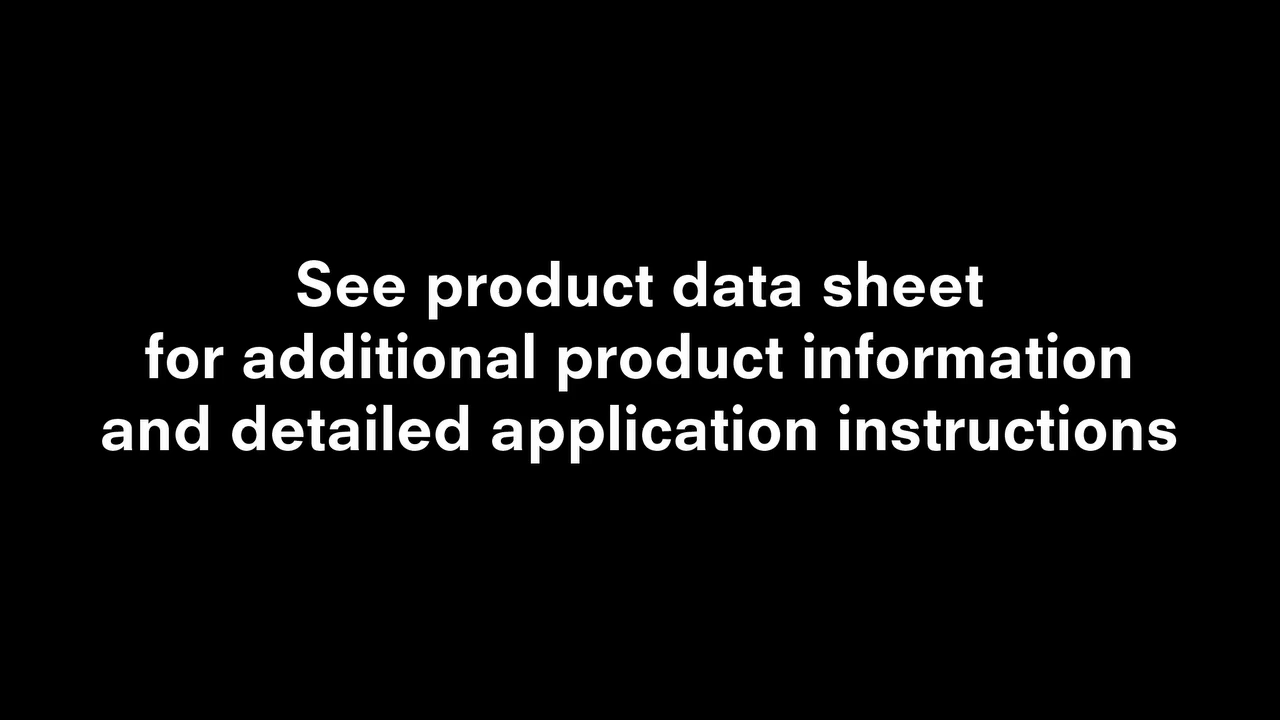 See product data sheet
for additional product information
and detailed application instructions